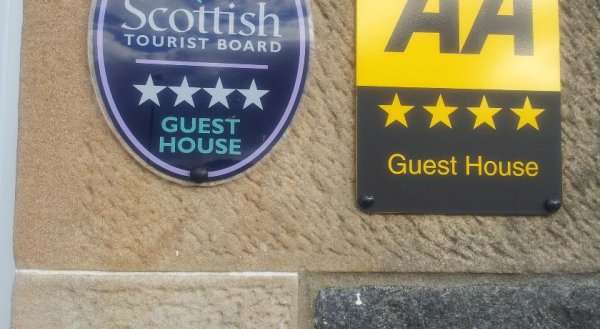 Scottish
TOURIST BOARD
GUEST
HOUSE
AA
Guest House